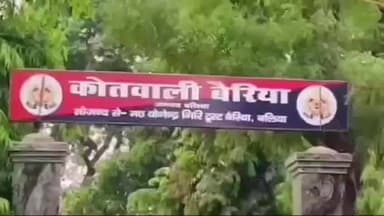 कोतवाली बैरिया
सौजन्य से- मठ योगेन्द्र गिरि ट्रस्ट बैरिया, बलिया